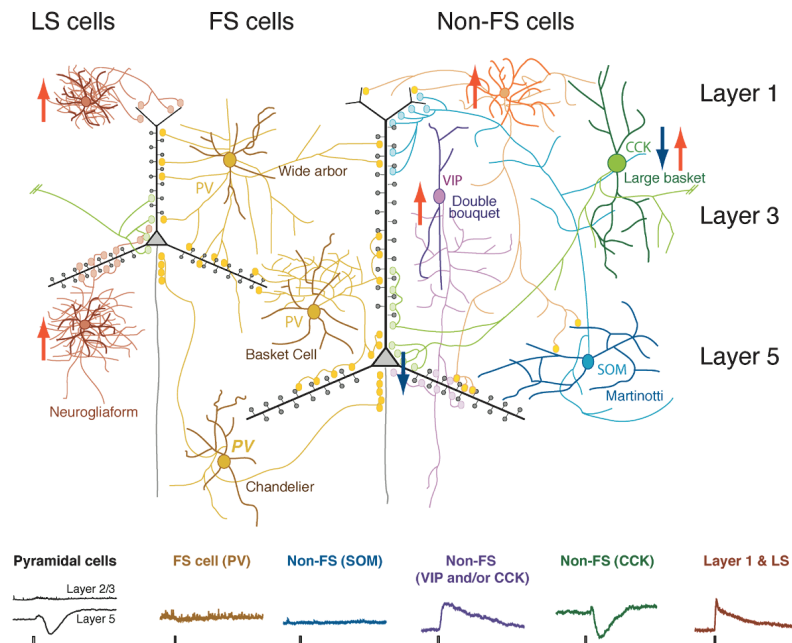 LS cells
FS cells
Non-FS cells
Layer 1
CCK
Large basket
Wide arbor
PV
VIP
Double
bouquet
Layer 3
PV
Basket Cell
Layer 5
SOM
Martinotti
Neurogliaform
PV
Chandelier
Pyramidal cells
Layer 2/3
Layer 5
FS cell (PV)
Non-FS (SOM)
Non-FS
(VIP and/or CCK)
Non-FS (CCK)
Layer 1 & LS